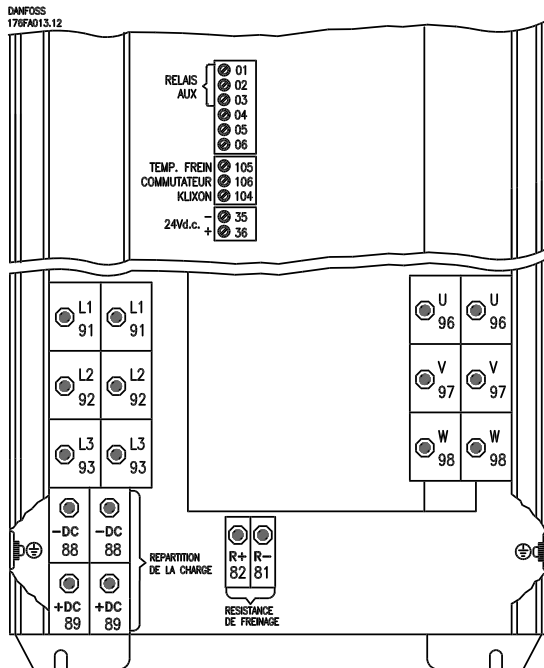 DANFOSS
176FA013.12
RELAIS
AUX
01
02
03
04
05
06
TEMP. FREIN 105
COMMUTATEUR 106
KLIXON 104
24Vd.c.
- 35
+ 36
L1 L1
91 91
L2 L2
92 92
L3 L3
93 93
U U
96 96
V V
97 97
W W
98 98
-DC -DC
88 88
+DC +DC
89 89
REPARTITION
DE LA CHARGE
R+ R-
82 81
RESISTANCE
DE FREINAGE